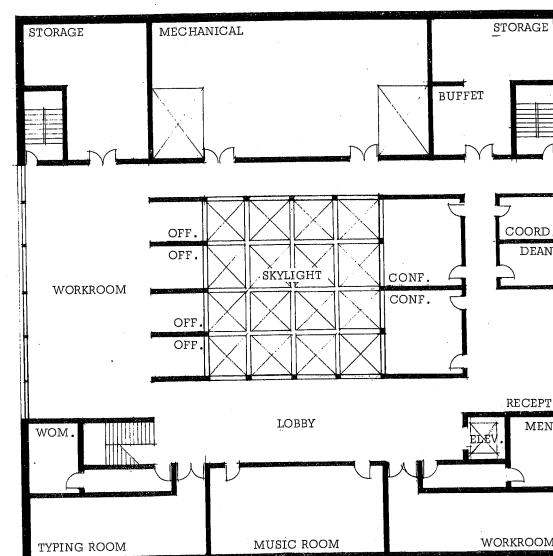 STORAGE
MECHANICAL
STORAGE
BUFFET
OFF.
OFF.
COORD.
DEAN
SKYLIGHT
CONF.
WORKROOM
CONF.
OFF.
OFF.
RECEPT
LOBBY
WOM.
ELEV.
MEN
TYPING ROOM
MUSIC ROOM
WORKROOM